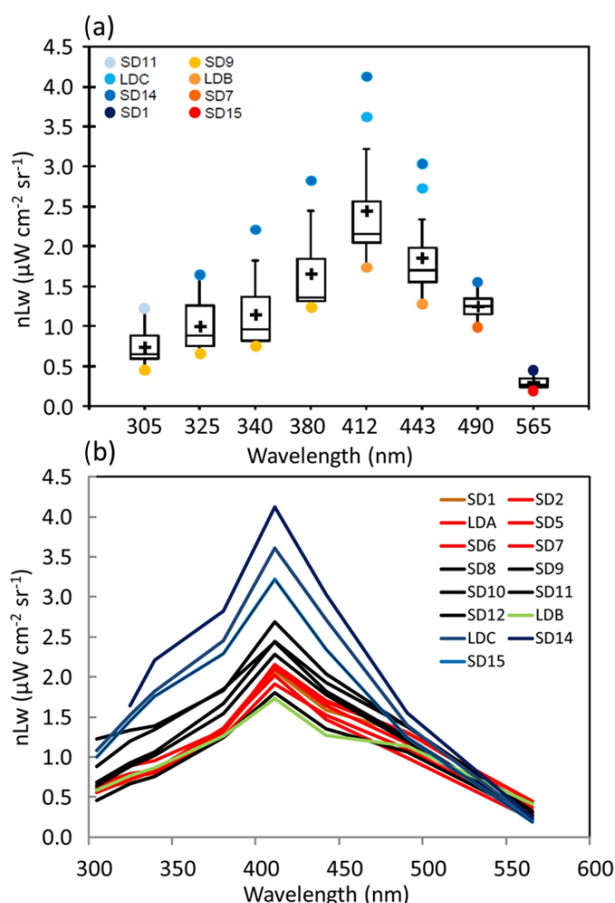 (a)
4.5
4.0
3.5
3.0
2.5
2.0
1.5
1.0
0.5
0.0
nLw (µW cm-2 sr-1)
SD11 SD9
LDC LDB
SD14 SD7
SD1 SD15
305 325 340 380 412 443 490 565
Wavelength (nm)
(b)
4.5
4.0
3.5
3.0
2.5
2.0
1.5
1.0
0.5
0.0
nLw (µW cm-2 sr-1)
SD1 SD2
LDA SD5
SD6 SD7
SD8 SD9
SD10 SD11
SD12 LDB
LDC SD14
SD15
300 350 400 450 500 550 600
Wavelength (nm)